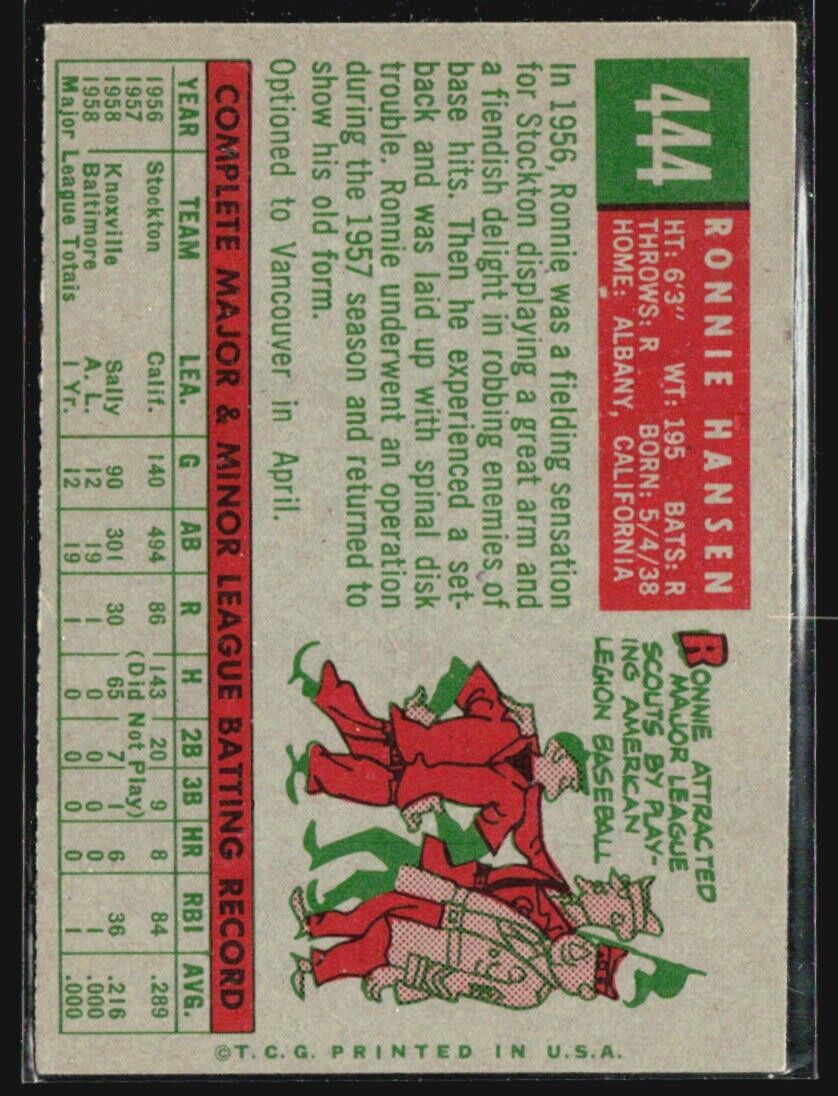 444
RONNIE HANSEN
HT: 6'3" WT: 195 BATS: R
THROWS: R BORN: 5/4/38
HOME: ALBANY, CALIFORNIA
In 1956, Ronnie was a fielding sensation
for Stockton displaying a great arm and
a fiendish delight in robbing enemies of
base hits. Then he experienced a set-
back and was laid up with spinal disk
trouble. Ronnie underwent an operation
during the 1957 season and returned to
show his old form.
Optioned to Vancouver in April.
RONNIE ATTRACTED
MAJOR LEAGUE
SCOUTS BY PLAY-
ING AMERICAN
LEGION BASEBALL
COMPLETE MAJOR & MINOR LEAGUE BATTING RECORD
YEAR TEAM LEA. G AB R H 2B 3B HR RBI AVG.
1956 Stockton Calif. 140 494 86 143 20 9 8 84 .289
1957 (Did Not Play)
1958 Knoxville Sally 90 301 30 65 7 1 6 36 .216
1958 Baltimore A. L. 12 19 1 0 0 0 0 1 .000
Major League Totals 1 Yr. 12 19 1 0 0 0 0 1 .000
©T.C.G. PRINTED IN U.S.A.